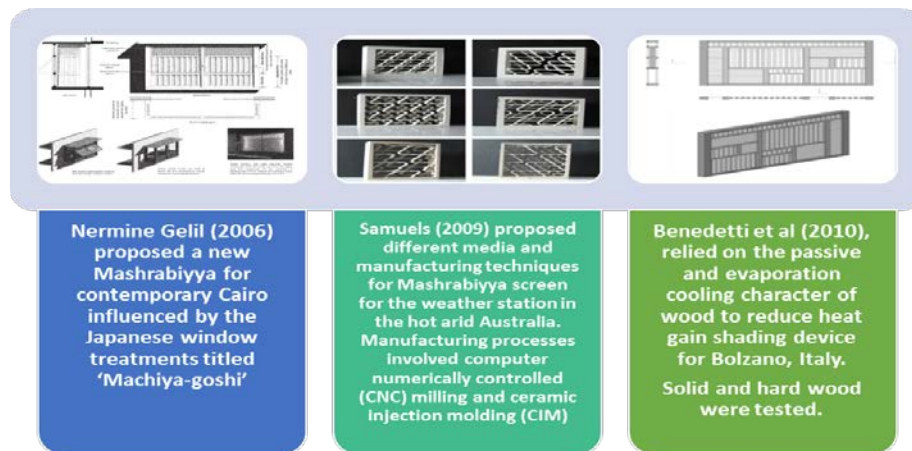 Nermine Gelil (2006)
proposed a new
Mashrabiyya for
contemporary Cairo
influenced by the
Japanese window
treatments titled
‘Machiya-goshi’
Samuels (2009) proposed
different media and
manufacturing techniques
for Mashrabiyya screen
for the weather station in
the hot arid Australia.
Manufacturing processes
involved computer
numerically controlled
(CNC) milling and ceramic
injection molding (CIM)
Benedetti et al (2010),
relied on the passive
and evaporation
cooling character of
wood to reduce heat
gain shading device
for Bolzano, Italy.
Solid and hard wood
were tested.